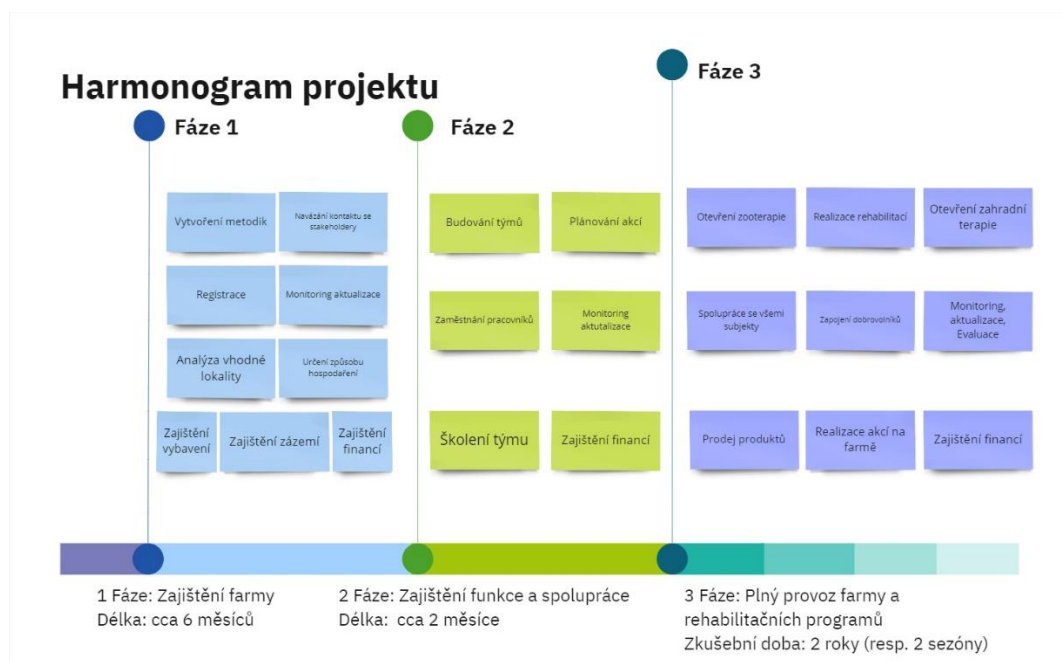 Harmonogram projektu
Fáze 1
Fáze 2
Fáze 3
Vytvoření metodik
Navázání kontaktu se
stakeholdery
Registrace
Monitoring aktualizace
Analýza vhodné
lokality
Určení způsobu
hospodaření
Zajištění
vybavení
Zajištění zázemí
Zajištění
financí
Budování týmů
Plánování akcí
Zaměstnání pracovníků
Monitoring
aktutalizace
Školení týmu
Zajištění financí
Otevření zooterapie
Realizace rehabilitací
Otevření zahradní
terapie
Spolupráce se všemi
subjekty
Zapojení dobrovolníků
Monitoring,
aktualizace,
Evaluace
Prodej produktů
Realizace akcí na
farmě
Zajištění financí
1 Fáze: Zajištění farmy
Délka: cca 6 měsíců
2 Fáze: Zajištění funkce a spolupráce
Délka: cca 2 měsíce
3 Fáze: Plný provoz farmy a
rehabilitačních programů
Zkušební doba: 2 roky (resp. 2 sezóny)